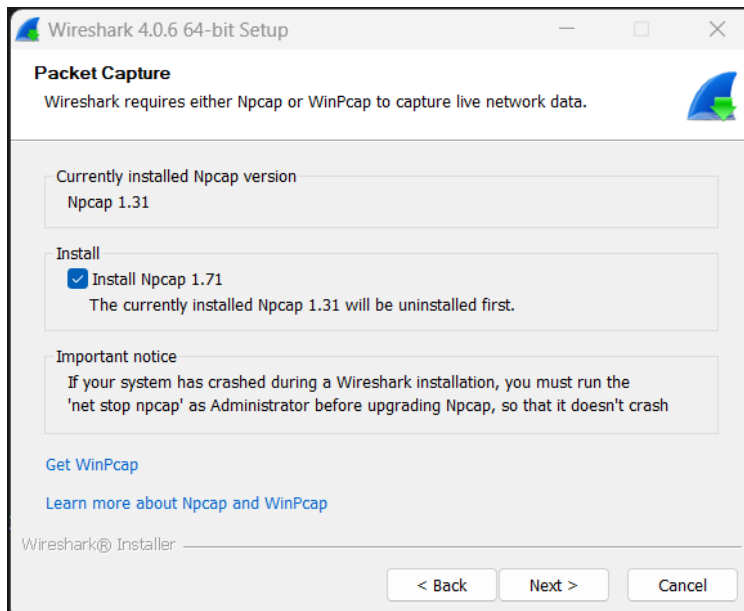 Wireshark 4.0.6 64-bit Setup
Packet Capture
Wireshark requires either Npcap or WinPcap to capture live network data.
Currently installed Npcap version
Npcap 1.31
Install
Install Npcap 1.71
The currently installed Npcap 1.31 will be uninstalled first.
Important notice
If your system has crashed during a Wireshark installation, you must run the
'net stop npcap' as Administrator before upgrading Npcap, so that it doesn't crash
Get WinPcap
Learn more about Npcap and WinPcap
Wireshark® Installer
< Back Next > Cancel